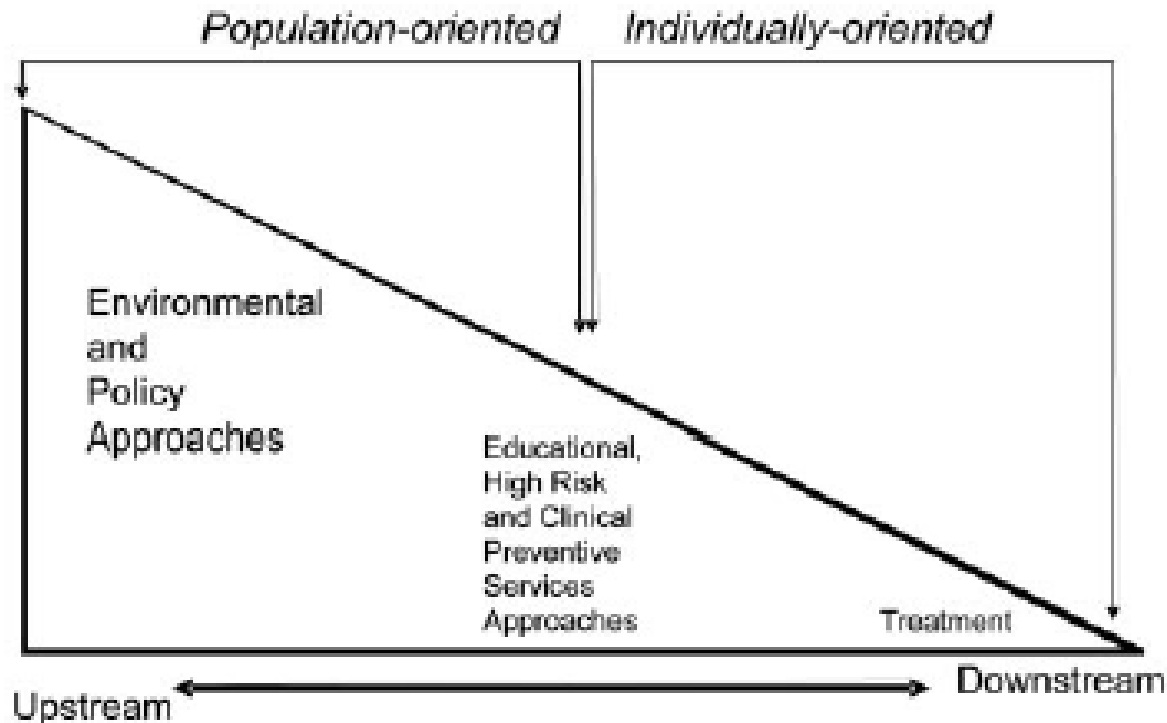 Population-oriented
Individually-oriented
Environmental
and
Policy
Approaches
Educational,
High Risk
and Clinical
Preventive
Services
Approaches
Treatment
Upstream
Downstream